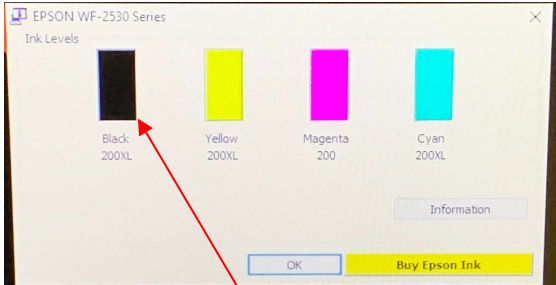 EPSON WF-2530 Series
Ink Levels
Black
200XL
Yellow
200XL
Magenta
200
Cyan
200XL
Information
OK
Buy Epson Ink